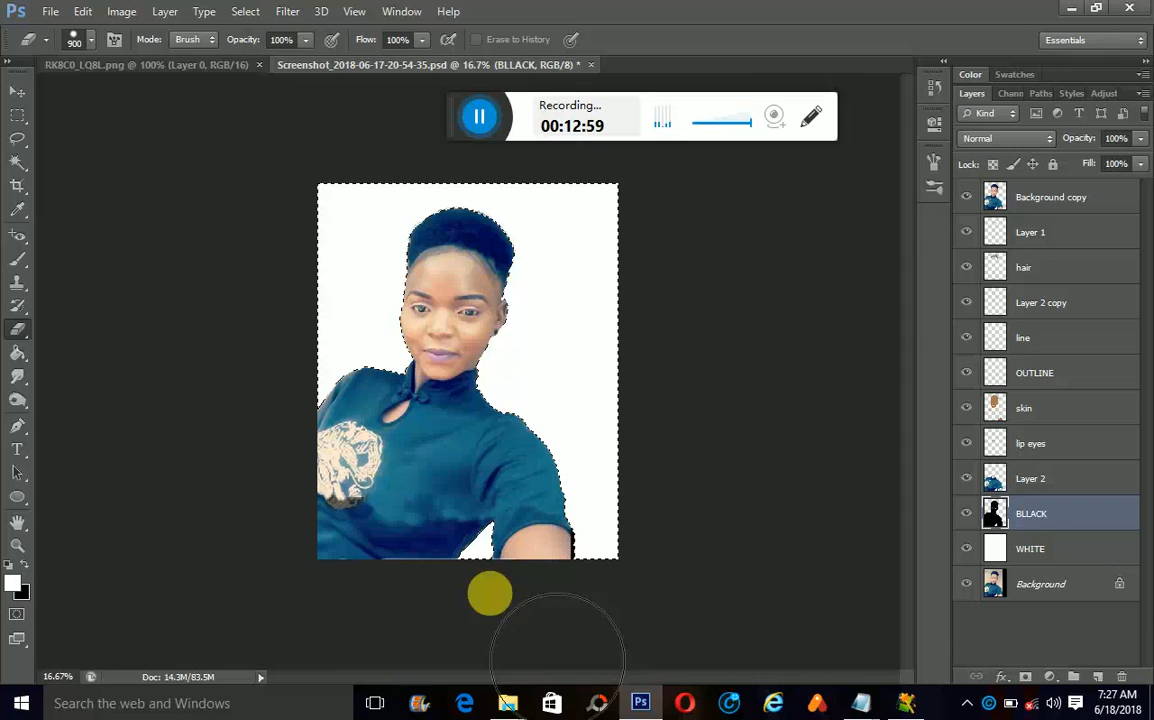 Ps File Edit Image Layer Type Select Filter 3D View Window Help
900 Mode: Brush Opacity: 100% Flow: 100% Erase to History Essentials
RK8C0_LQ8L.png @ 100% (Layer 0, RGB/16) × Screenshot_2018-06-17-20-54-35.psd @ 16.7% (BLLACK, RGB/8) * ×
Recording...
00:12:59
Color Swatches
Layers Chann Paths Styles Adjust
Kind
Normal Opacity: 100%
Lock: Fill: 100%
Background copy
Layer 1
hair
Layer 2 copy
line
OUTLINE
skin
lip eyes
Layer 2
BLLACK
WHITE
Background
16.67% Doc: 14.3M/83.5M
Search the web and Windows
7:27 AM
6/18/2018